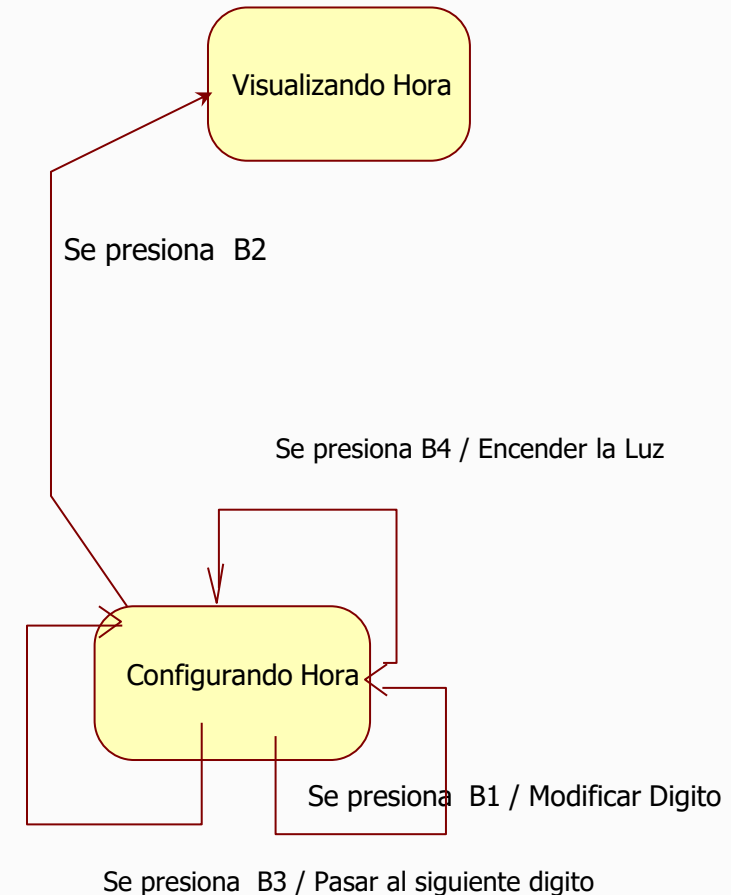 Visualizando Hora
Se presiona B2
Se presiona B4 / Encender la Luz
Configurando Hora
Se presiona B1 / Modificar Digito
Se presiona B3 / Pasar al siguiente digito